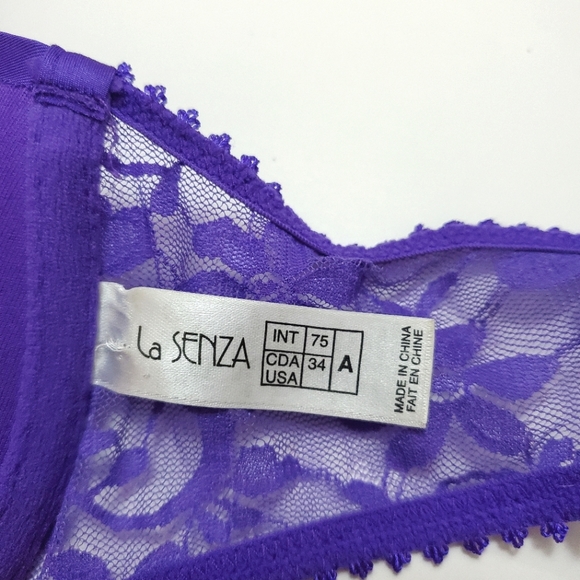 La SENZA
INT 75
CDA USA 34 A
MADE IN CHINA
FAIT EN CHINE